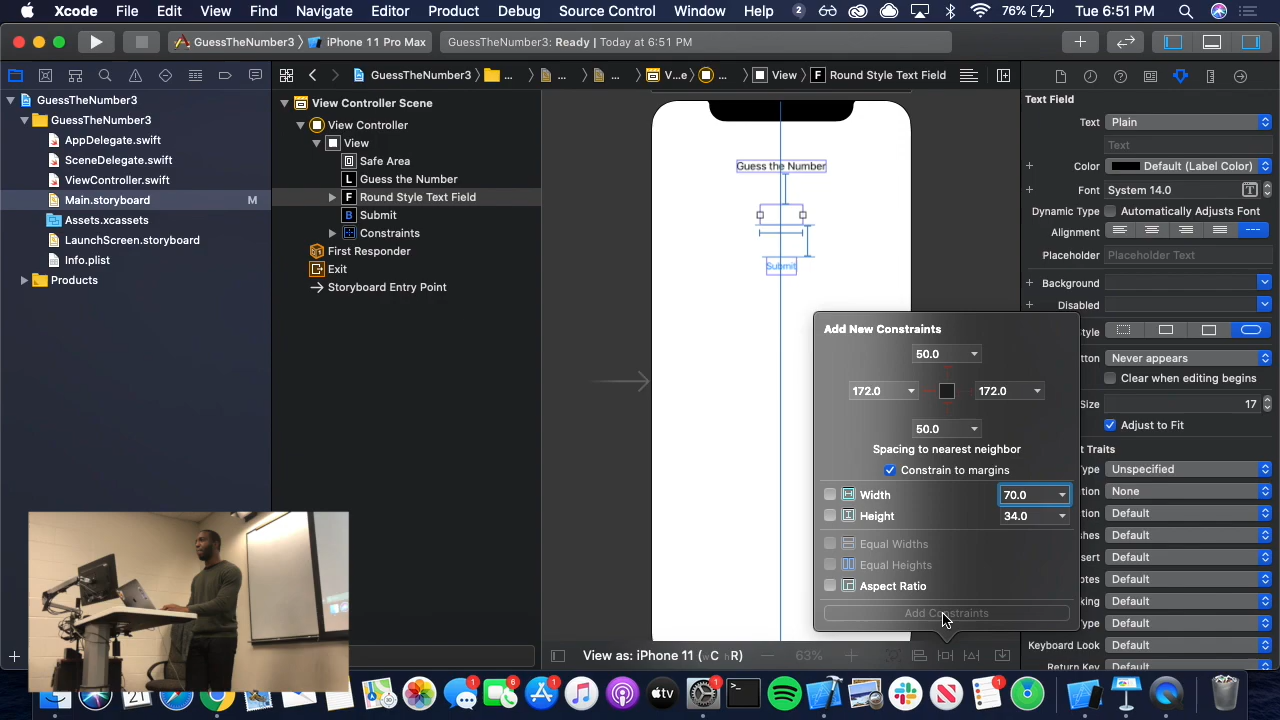 Xcode File Edit View Find Navigate Editor Product Debug Source Control Window Help 2 76% Tue 6:51 PM
GuessTheNumber3 〉 iPhone 11 Pro Max
GuessTheNumber3: Ready | Today at 6:51 PM
GuessTheNumber3 〉 ... 〉 ... 〉 ... 〉 V...e 〉 〉 View 〉 F Round Style Text Field
GuessTheNumber3
GuessTheNumber3
AppDelegate.swift
SceneDelegate.swift
Main.storyboard M
Assets.xcassets
LaunchScreen.storyboard
Info.plist
View Controller Scene
View Controller
View
Safe Area
L Guess the Number
F Round Style Text Field
B Submit
Constraints
First Responder
Exit
Storyboard Entry Point
Guess the Number
Submit
Add New Constraints
50.0
172.0 172.0
50.0
Spacing to nearest neighbor
Constrain to margins
Width 70.0
Height 34.0
Equal Widths
Equal Heights
Aspect Ratio
Add Constraints
View as: iPhone 11 ( C R) 63%
Text Field
Text Plain
Text
Color Default)
Font System 14.0 T
Dynamic Type Automatically Adjusts Font
Alignment
Placeholder Placeholder Text
Background
Disabled
Style
Never appears
Clear when editing begins
Size 17
Adjust to Fit
Traits
Unspecified
None
Default
Default
Default
Default
Default
Default
Keyboard Look Default
Return Key Default